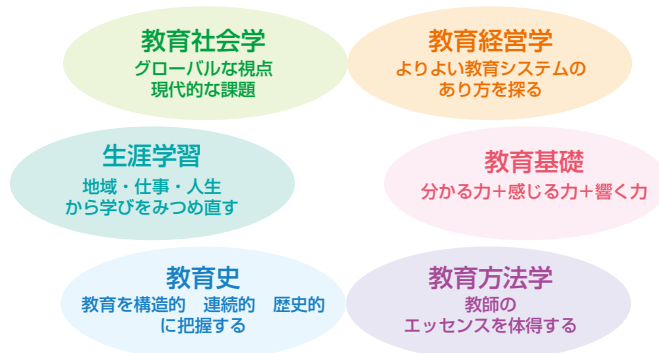 教育社会学
グローバルな視点
現代的な課題
教育経営学
よりよい教育システムの
あり方を探る
生涯学習
地域・仕事・人生
から学びをみつめ直す
教育基礎
分かる力＋感じる力＋響く力
教育史
教育を構造的　連続的　歴史的
に把握する
教育方法学
教師の
エッセンスを体得する